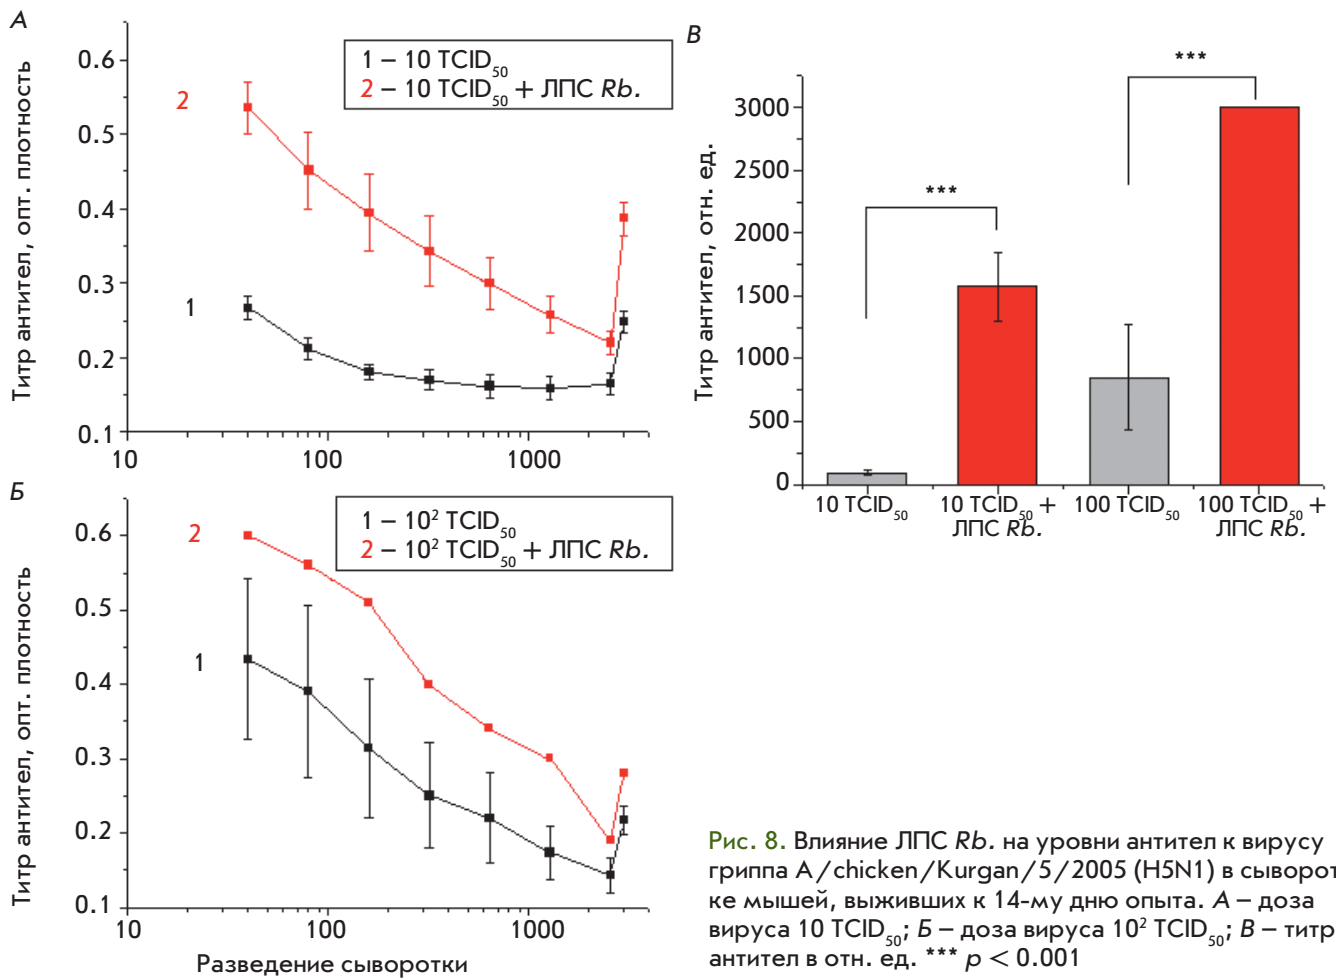 А
Титр антител, опт. плотность
0.6
0.5
0.4
0.3
0.2
0.1
10
100
1000
2
1
1 – 10 TCID₅₀
2 – 10 TCID₅₀ + ЛПС Rb.
Б
Титр антител, опт. плотность
0.6
0.5
0.4
0.3
0.2
0.1
10
100
1000
2
1
1 – 10² TCID₅₀
2 – 10² TCID₅₀ + ЛПС Rb.
Разведение сыворотки
В
Титр антител, отн. ед.
3000
2500
2000
1500
1000
500
0
***
***
10 TCID₅₀
10 TCID₅₀ +
ЛПС Rb.
100 TCID₅₀
100 TCID₅₀ +
ЛПС Rb.
Рис. 8. Влияние ЛПС Rb. на уровни антител к вирусу
гриппа A/chicken/Kurgan/5/2005 (H5N1) в сыворот
ке мышей, выживших к 14-му дню опыта. А – доза
вируса 10 TCID₅₀; Б – доза вируса 10² TCID₅₀; В – титр
антител в отн. ед. *** p < 0.001